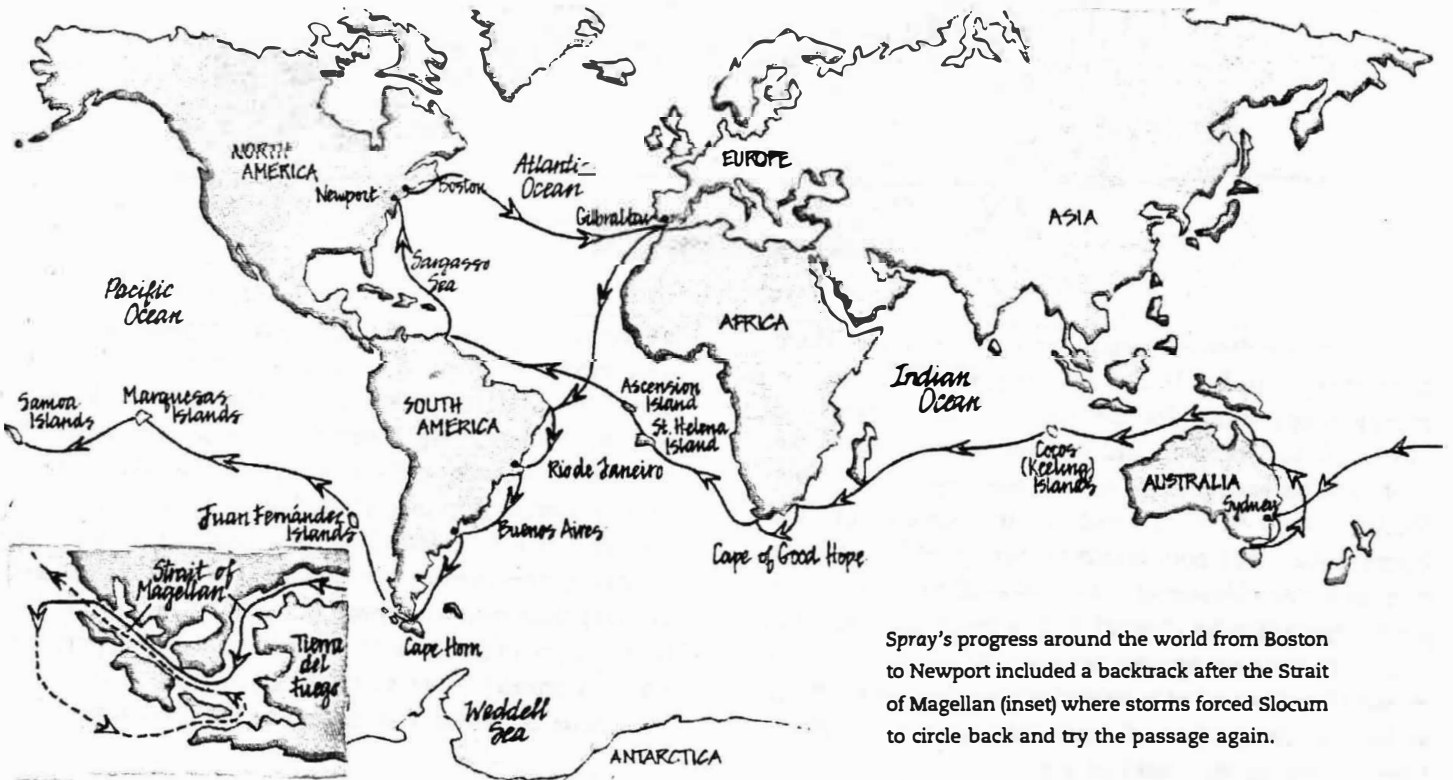 NORTH
AMERICA
Newport
Boston
Atlanti-
Ocean
EUROPE
Gibraltar
ASIA
Sargasso
Sea
Pacific
Ocean
AFRICA
Indian
Ocean
Samoa
Islands
Marquesas
Islands
SOUTH
AMERICA
Ascension
Island
St. Helena
Island
Rio de Janeiro
Cocos
(Keeling)
Islands
AUSTRALIA
Sydney
Juan Fernández
Islands
Buenos Aires
Cape of Good Hope
Strait of
Magellan
Tierra
del
Fuego
Cape Horn
Weddell
Sea
ANTARCTICA
Spray's progress around the world from Boston
to Newport included a backtrack after the Strait
of Magellan (inset) where storms forced Slocum
to circle back and try the passage again.